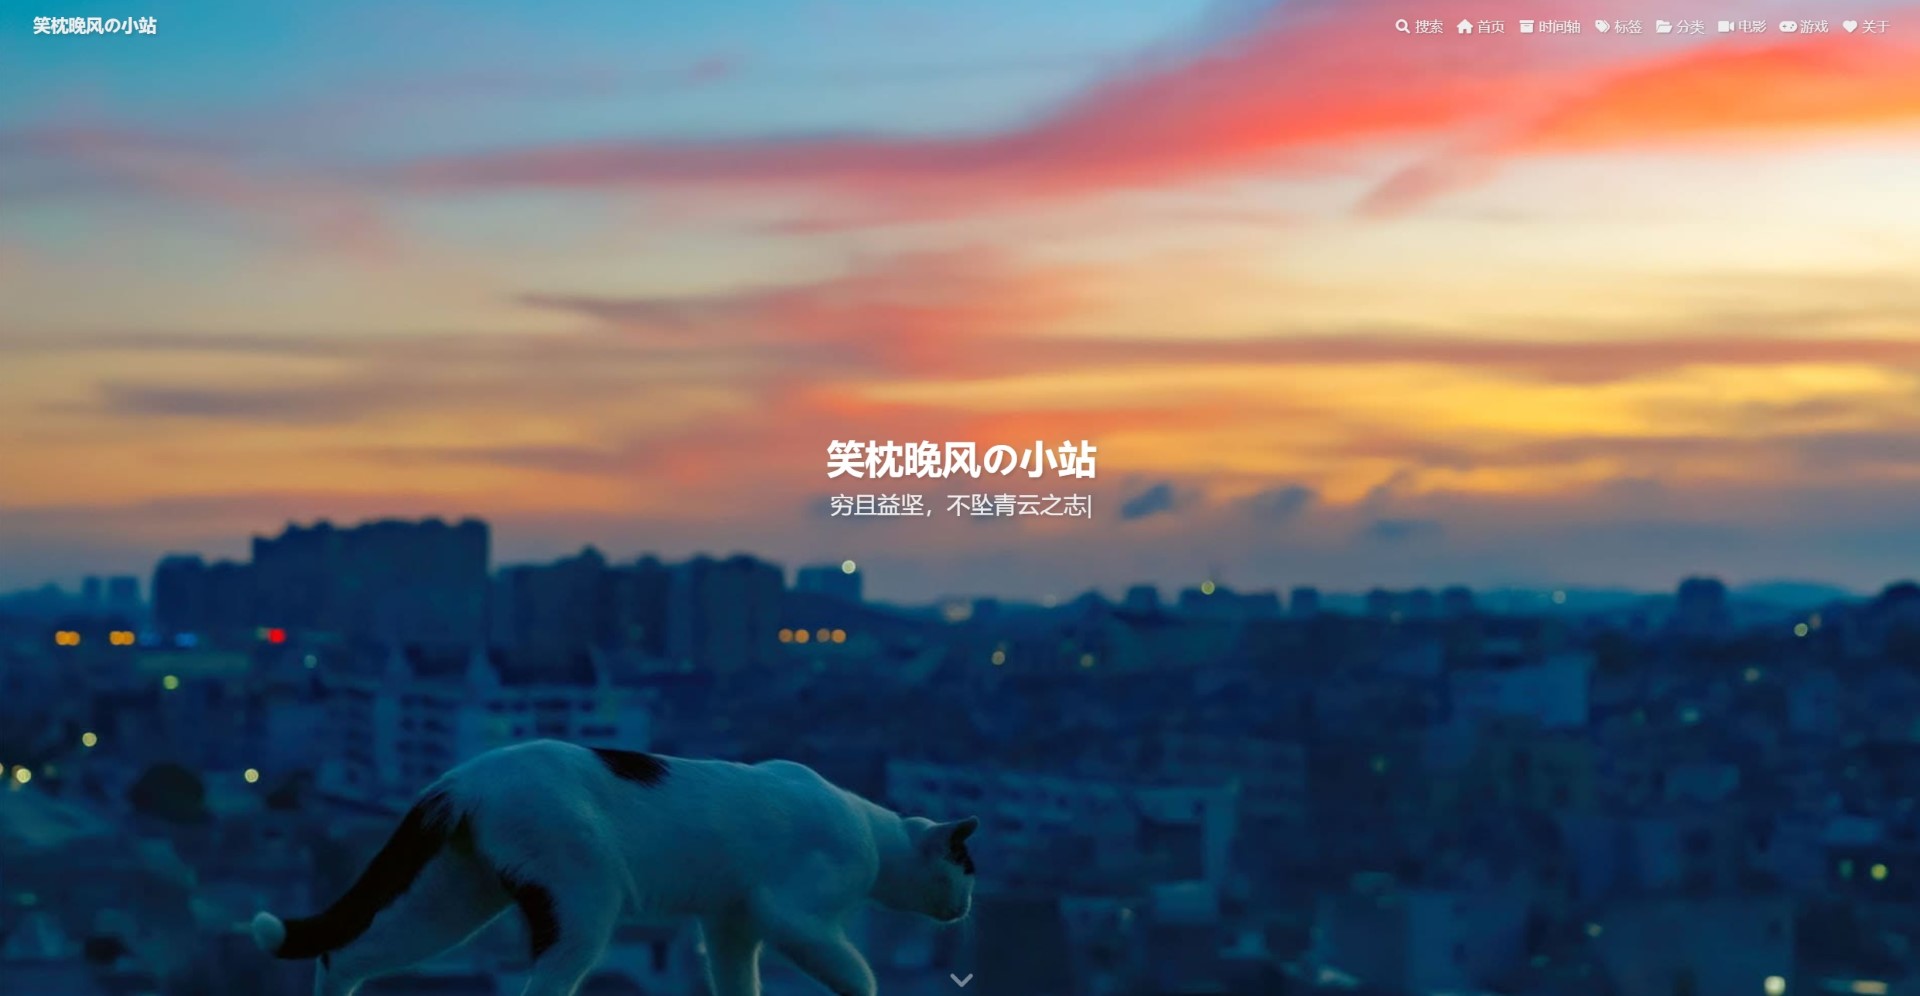 笑枕晚风の小站
搜索 首页 时间轴 标签 分类 电影 游戏 关于
笑枕晚风の小站
穷且益坚，不坠青云之志|